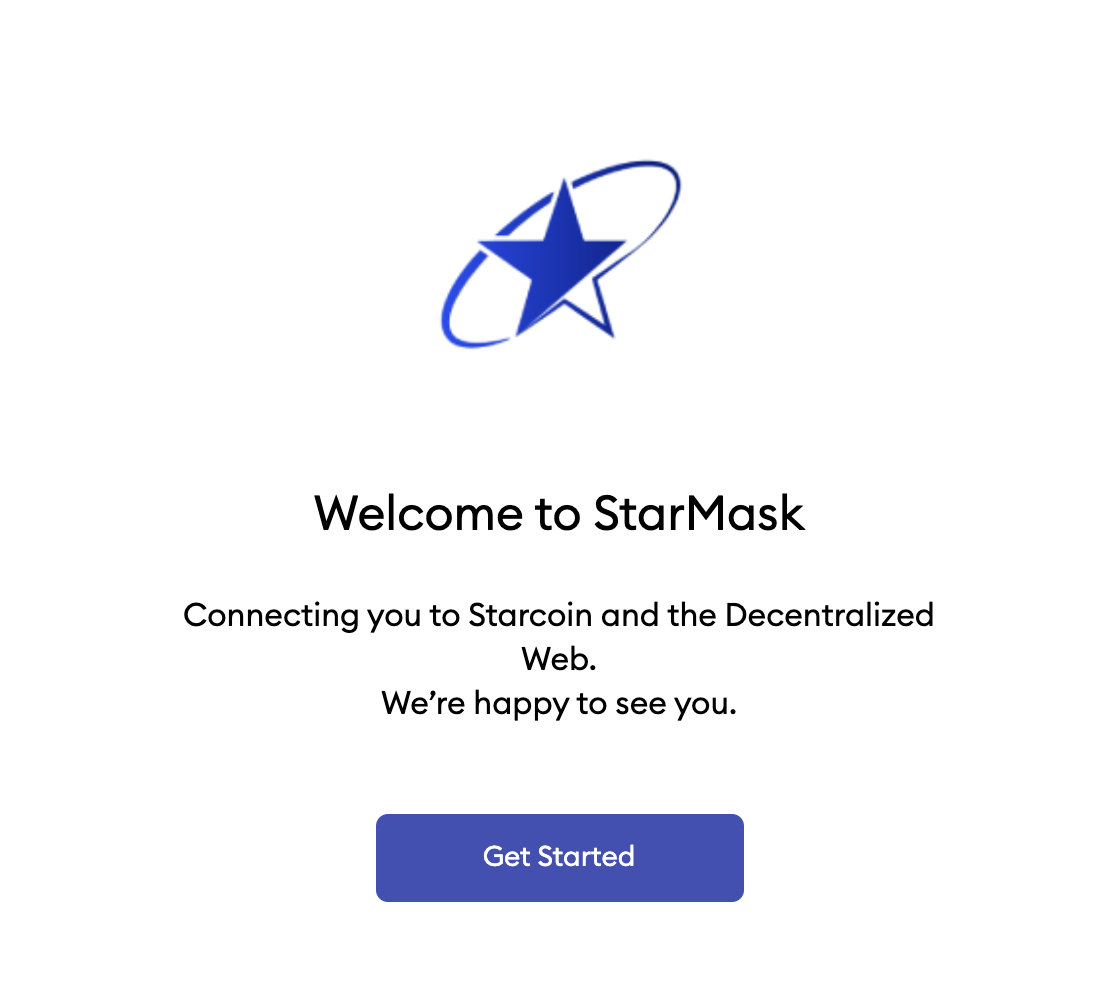 Welcome to StarMask
Connecting you to Starcoin and the Decentralized
Web.
We’re happy to see you.
Get Started